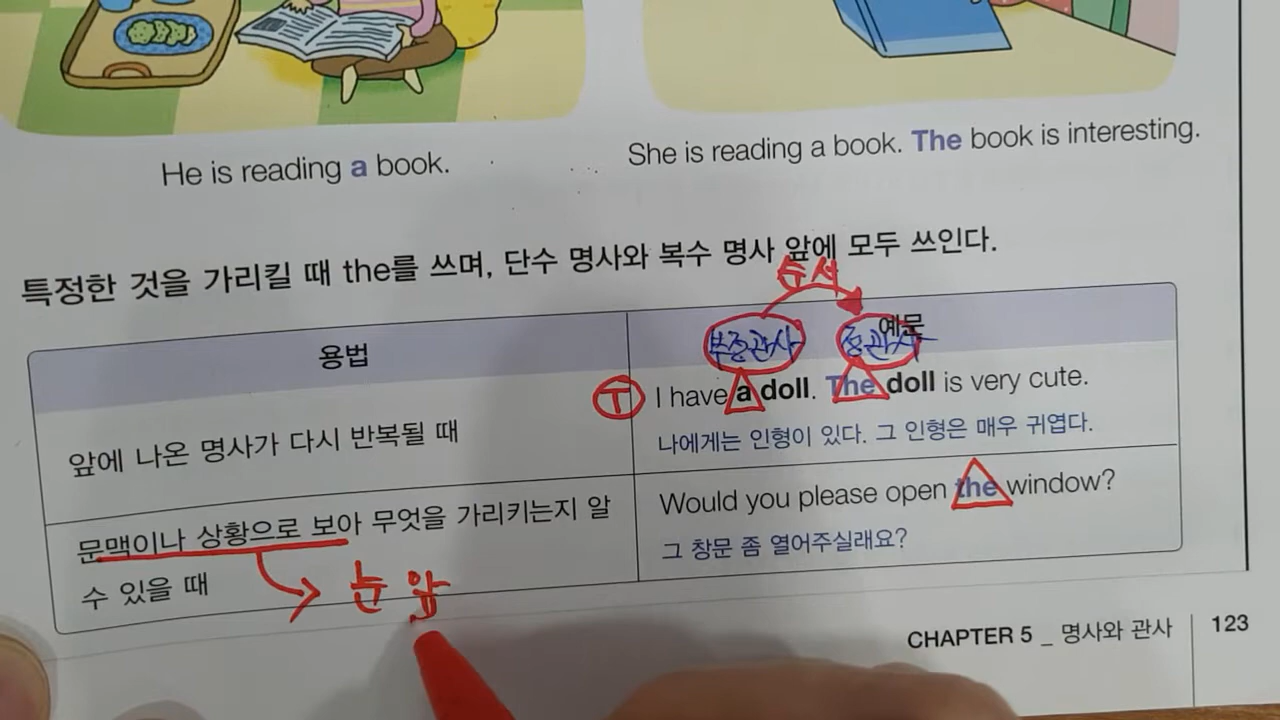 He is reading a book.
She is reading a book. The book is interesting.
특정한 것을 가리킬 때 the를 쓰며, 단수 명사와 복수 명사 앞에 모두 쓰인다.
순서
용법
부정관사
정관사
예문
앞에 나온 명사가 다시 반복될 때
T
I have a doll. The doll is very cute.
나에게는 인형이 있다. 그 인형은 매우 귀엽다.
문맥이나 상황으로 보아 무엇을 가리키는지 알
수 있을 때
눈 앞
Would you please open the window?
그 창문 좀 열어주실래요?
CHAPTER 5 _ 명사와 관사
123